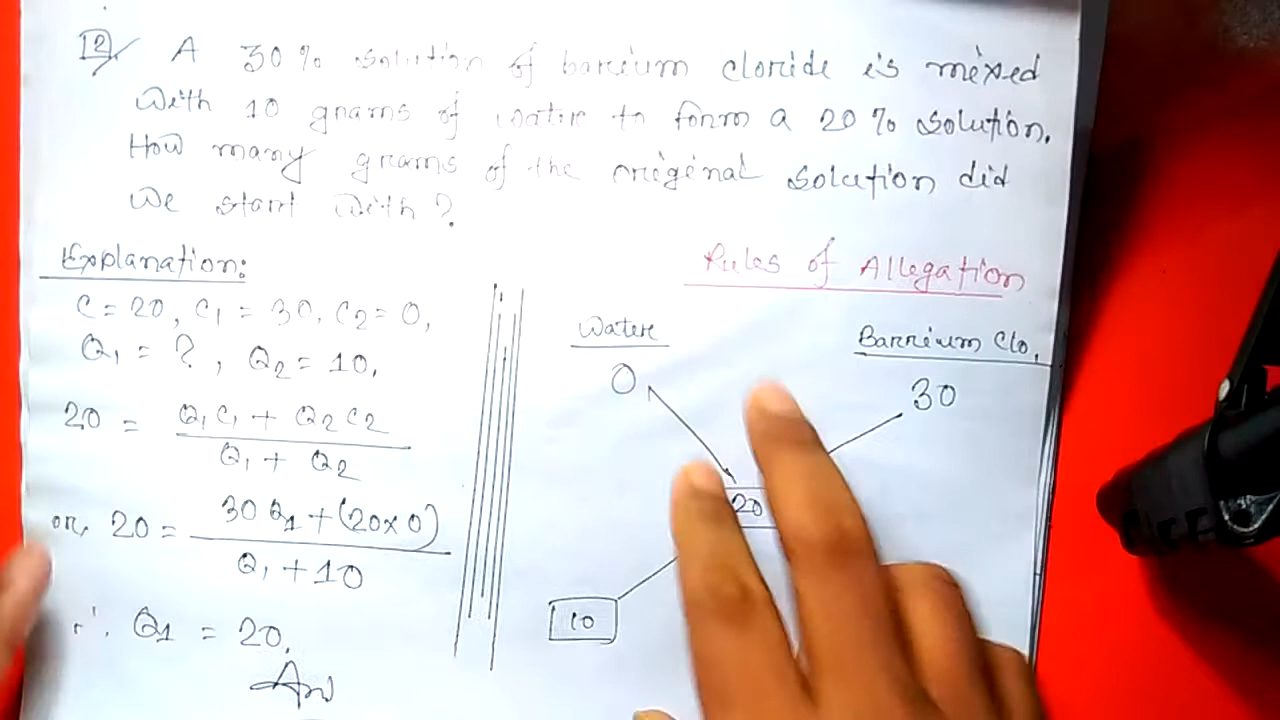 12
A 30% solution of barium cloride is mixed
with 10 grams of water to form a 20% solution.
How many grams of the original solution did
we start with?
Explanation:
C = 20, C₁ = 30, C₂ = 0,
Q₁ = ?, Q₂ = 10,
20 = Q₁C₁ + Q₂C₂ / Q₁ + Q₂
or, 20 = 30Q₁ + (20×0) / Q₁ + 10
∴ Q₁ = 20.
Ans
Rules of Allegation
Water
Barrium Clo.
0
30
20
10